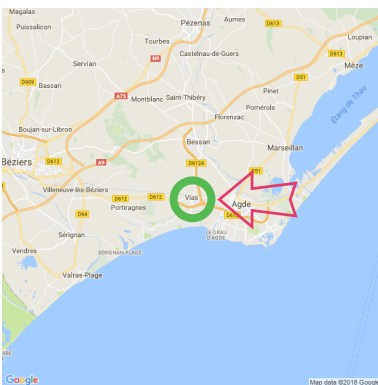 Magalas
Puissalicon
Pézenas
Aumes
D613
Loupian
Tourbes
N9
Castelnau-de-Guers
D613
D613
Mèze
Servian
D51
D909
Bassan
A75
Montblanc
Saint-Thibéry
Pinet
Pomérols
Florensac
Étang de Thau
Boujan-sur-Libron
Bessan
Marseillan
Béziers
D612
A9
D612A
D51
Villeneuve-lès-Béziers
D612
D612
Vias
Agde
Portiragnes
D64
D612
Sérignan
LE GRAU
D'AGDE
SÉRIGNAN-PLAGE
Vendres
Valras-Plage
Google
Map data ©2018 Google